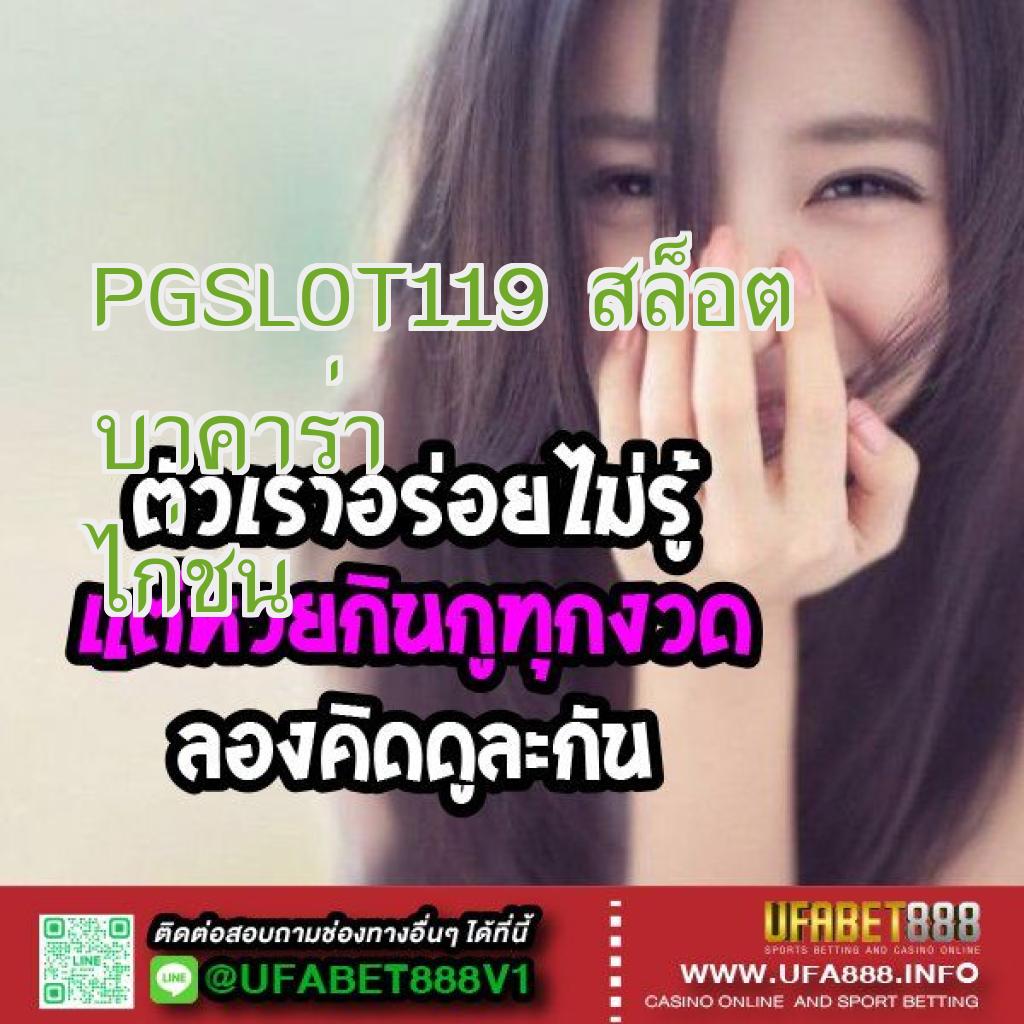 PGSLOT119 สล็อต
บาคาร่า
ตัวเราอร่อยไม่รู้
ไก่ชน
แต่หวยกินกูทุกงวด
ลองคิดดูละกัน
ติดต่อสอบถามช่องทางอื่นๆ ได้ที่นี้
LINE
LINE @UFABET888V1
UFABET888
SPORTS BETTING AND CASINO ONLINE
WWW.UFA888.INFO
CASINO ONLINE AND SPORT BETTING